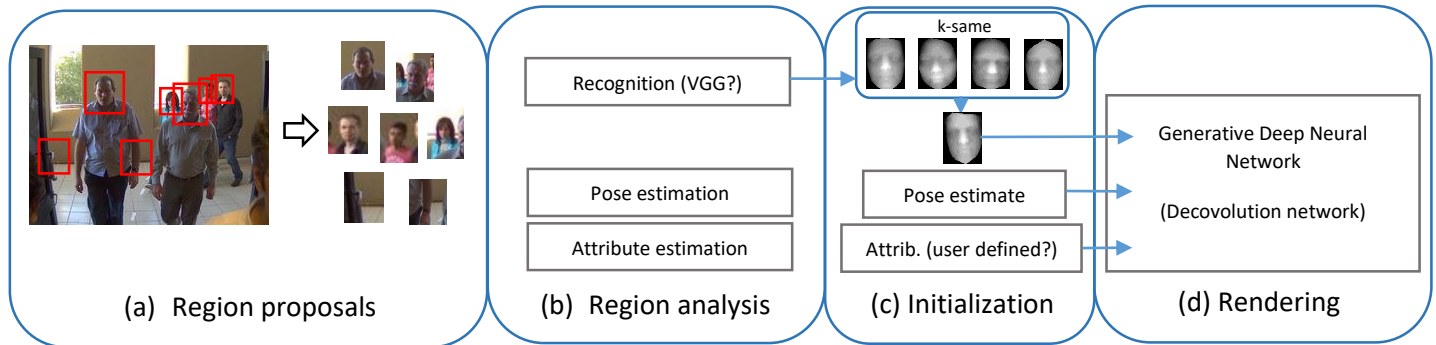 (a) Region proposals
Recognition (VGG?)
Pose estimation
Attribute estimation
(b) Region analysis
k-same
Pose estimate
Attrib. (user defined?)
(c) Initialization
Generative Deep Neural
Network
(Decovolution network)
(d) Rendering